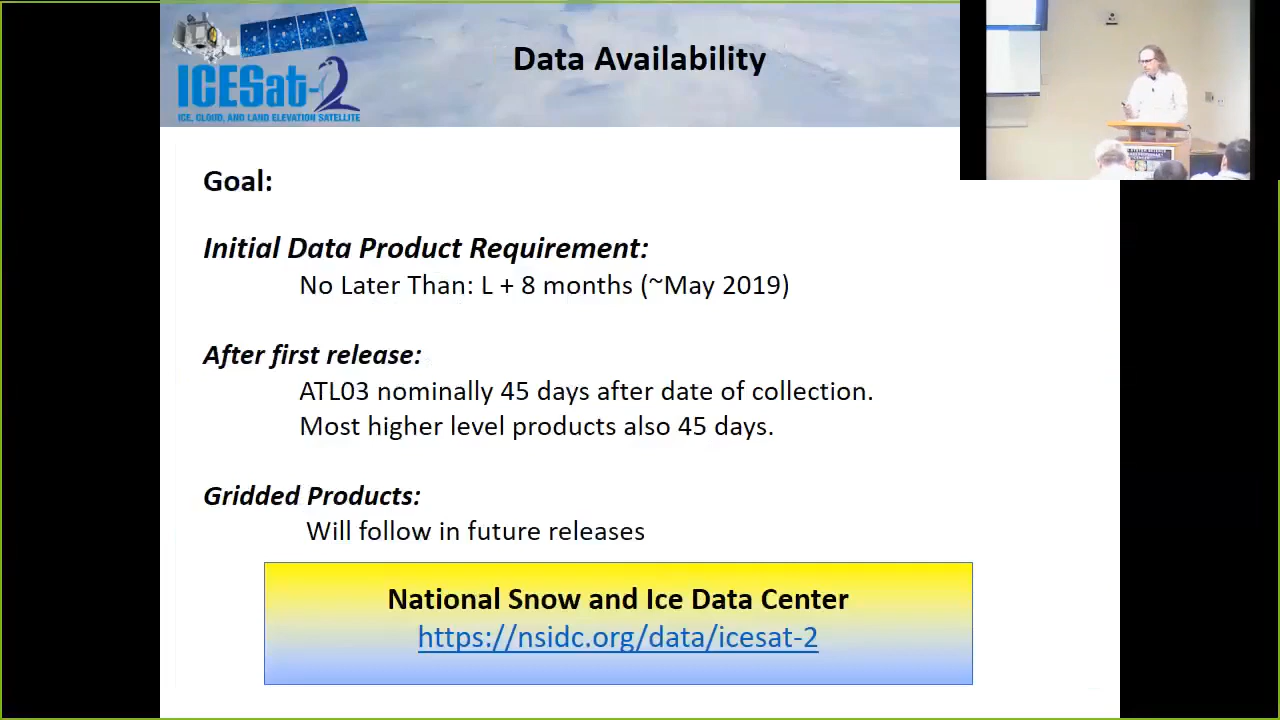 ICESat-2
ICE, CLOUD, AND LAND ELEVATION SATELLITE
Data Availability
Goal:
Initial Data Product Requirement:
No Later Than: L + 8 months (~May 2019)
After first release:
ATL03 nominally 45 days after date of collection.
Most higher level products also 45 days.
Gridded Products:
Will follow in future releases
National Snow and Ice Data Center
https://nsidc.org/data/icesat-2